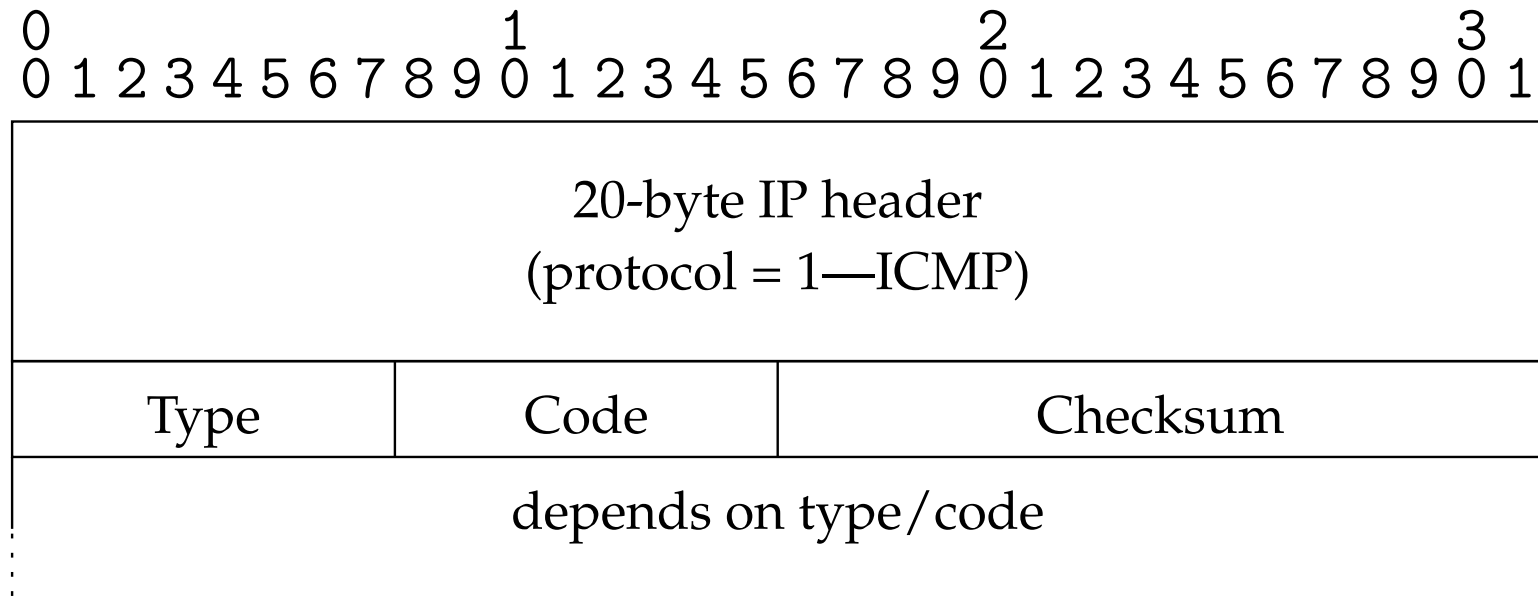 0 1 2 3
0 1 2 3 4 5 6 7 8 9 0 1 2 3 4 5 6 7 8 9 0 1 2 3 4 5 6 7 8 9 0 1
20-byte IP header
(protocol = 1—ICMP)
Type Code Checksum
depends on type/code